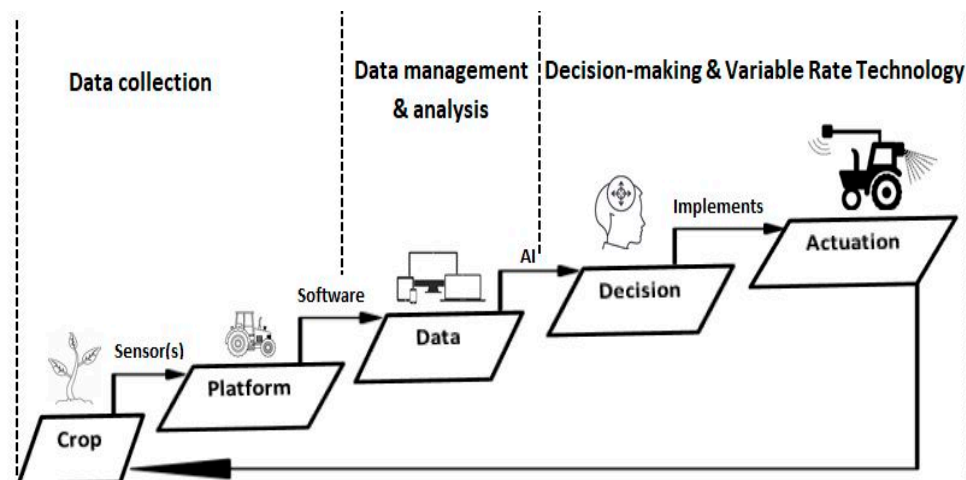 Data collection
Data management
& analysis
Decision-making & Variable Rate Technology
Implements
Actuation
AI
Decision
Software
Data
Sensor(s)
Platform
Crop